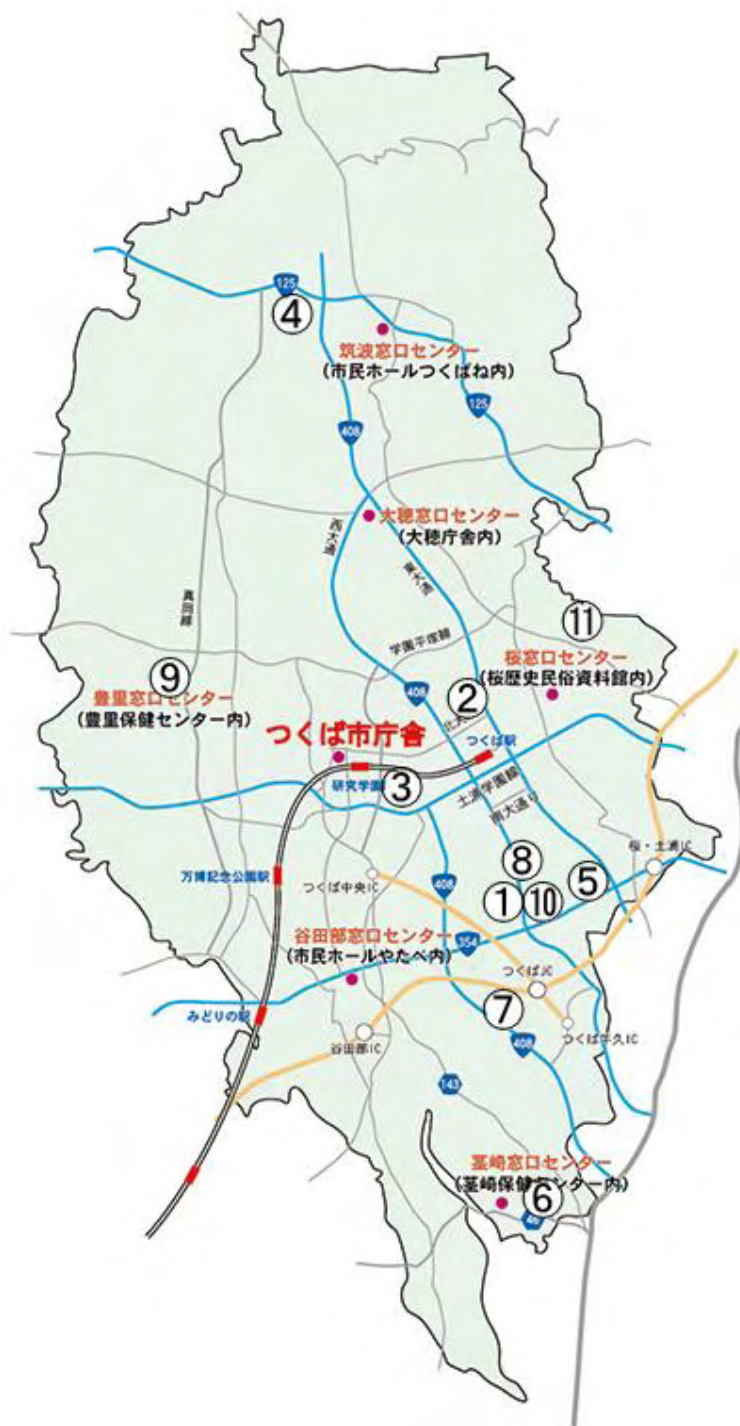 125
④
筑波窓口センター
(市民ホールつくばね内)
125
408
大穂窓口センター
(大穂庁舎内)
西大通
東大通
真岡線
⑪
学園平塚線
桜窓口センター
(桜歴史民俗資料館内)
⑨
豊里窓口センター
(豊里保健センター内)
408
②
北大
つくば市庁舎
つくば駅
研究学園
③
土浦学園線
南大通り
⑧
桜・土浦IC
万博記念公園駅
つくば中央IC
408
①
⑩
⑤
谷田部窓口センター
(市民ホールやたべ内)
354
つくばJC
みどりの駅
⑦
谷田部IC
408
つくば牛久IC
143
茎崎窓口センター
(茎崎保健センター内)
⑥